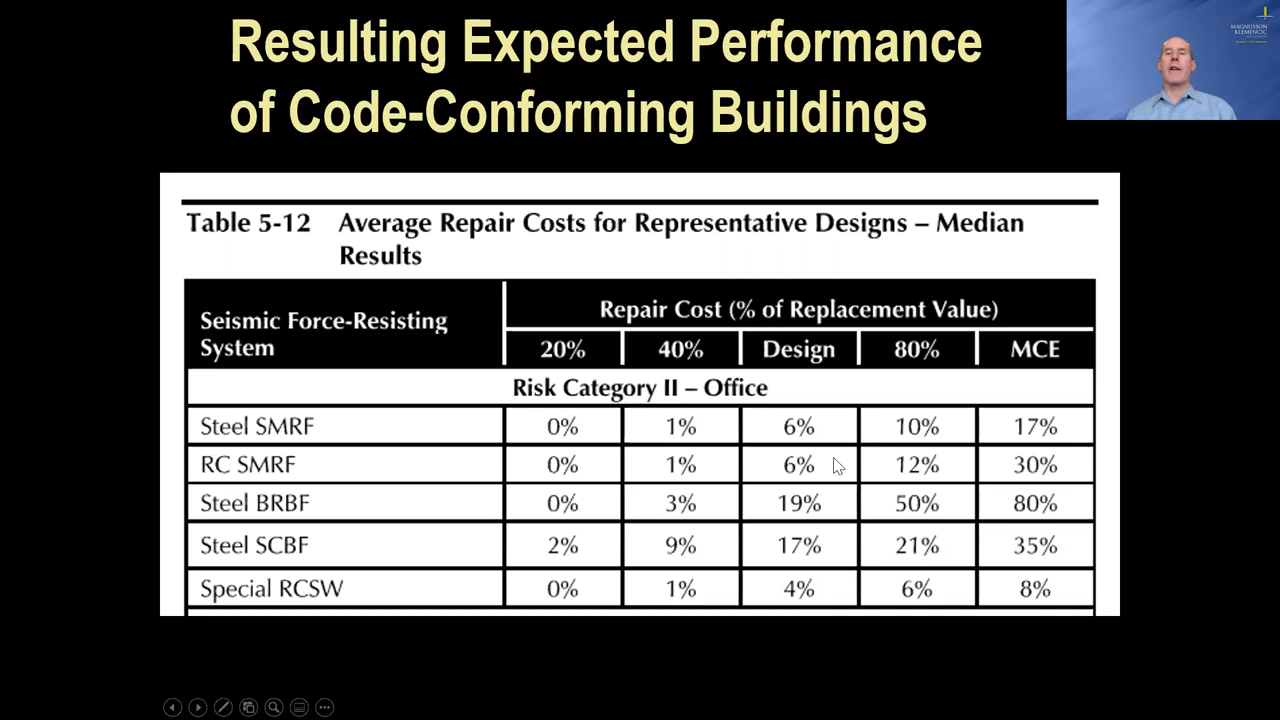 Resulting Expected Performance
of Code-Conforming Buildings
MAGNUSSON
KLEMENCIC
Table 5-12 Average Repair Costs for Representative Designs – Median
Results
Seismic Force-Resisting
System
Repair Cost (% of Replacement Value)
20% 40% Design 80% MCE
Risk Category II – Office
Steel SMRF 0% 1% 6% 10% 17%
RC SMRF 0% 1% 6% 12% 30%
Steel BRBF 0% 3% 19% 50% 80%
Steel SCBF 2% 9% 17% 21% 35%
Special RCSW 0% 1% 4% 6% 8%